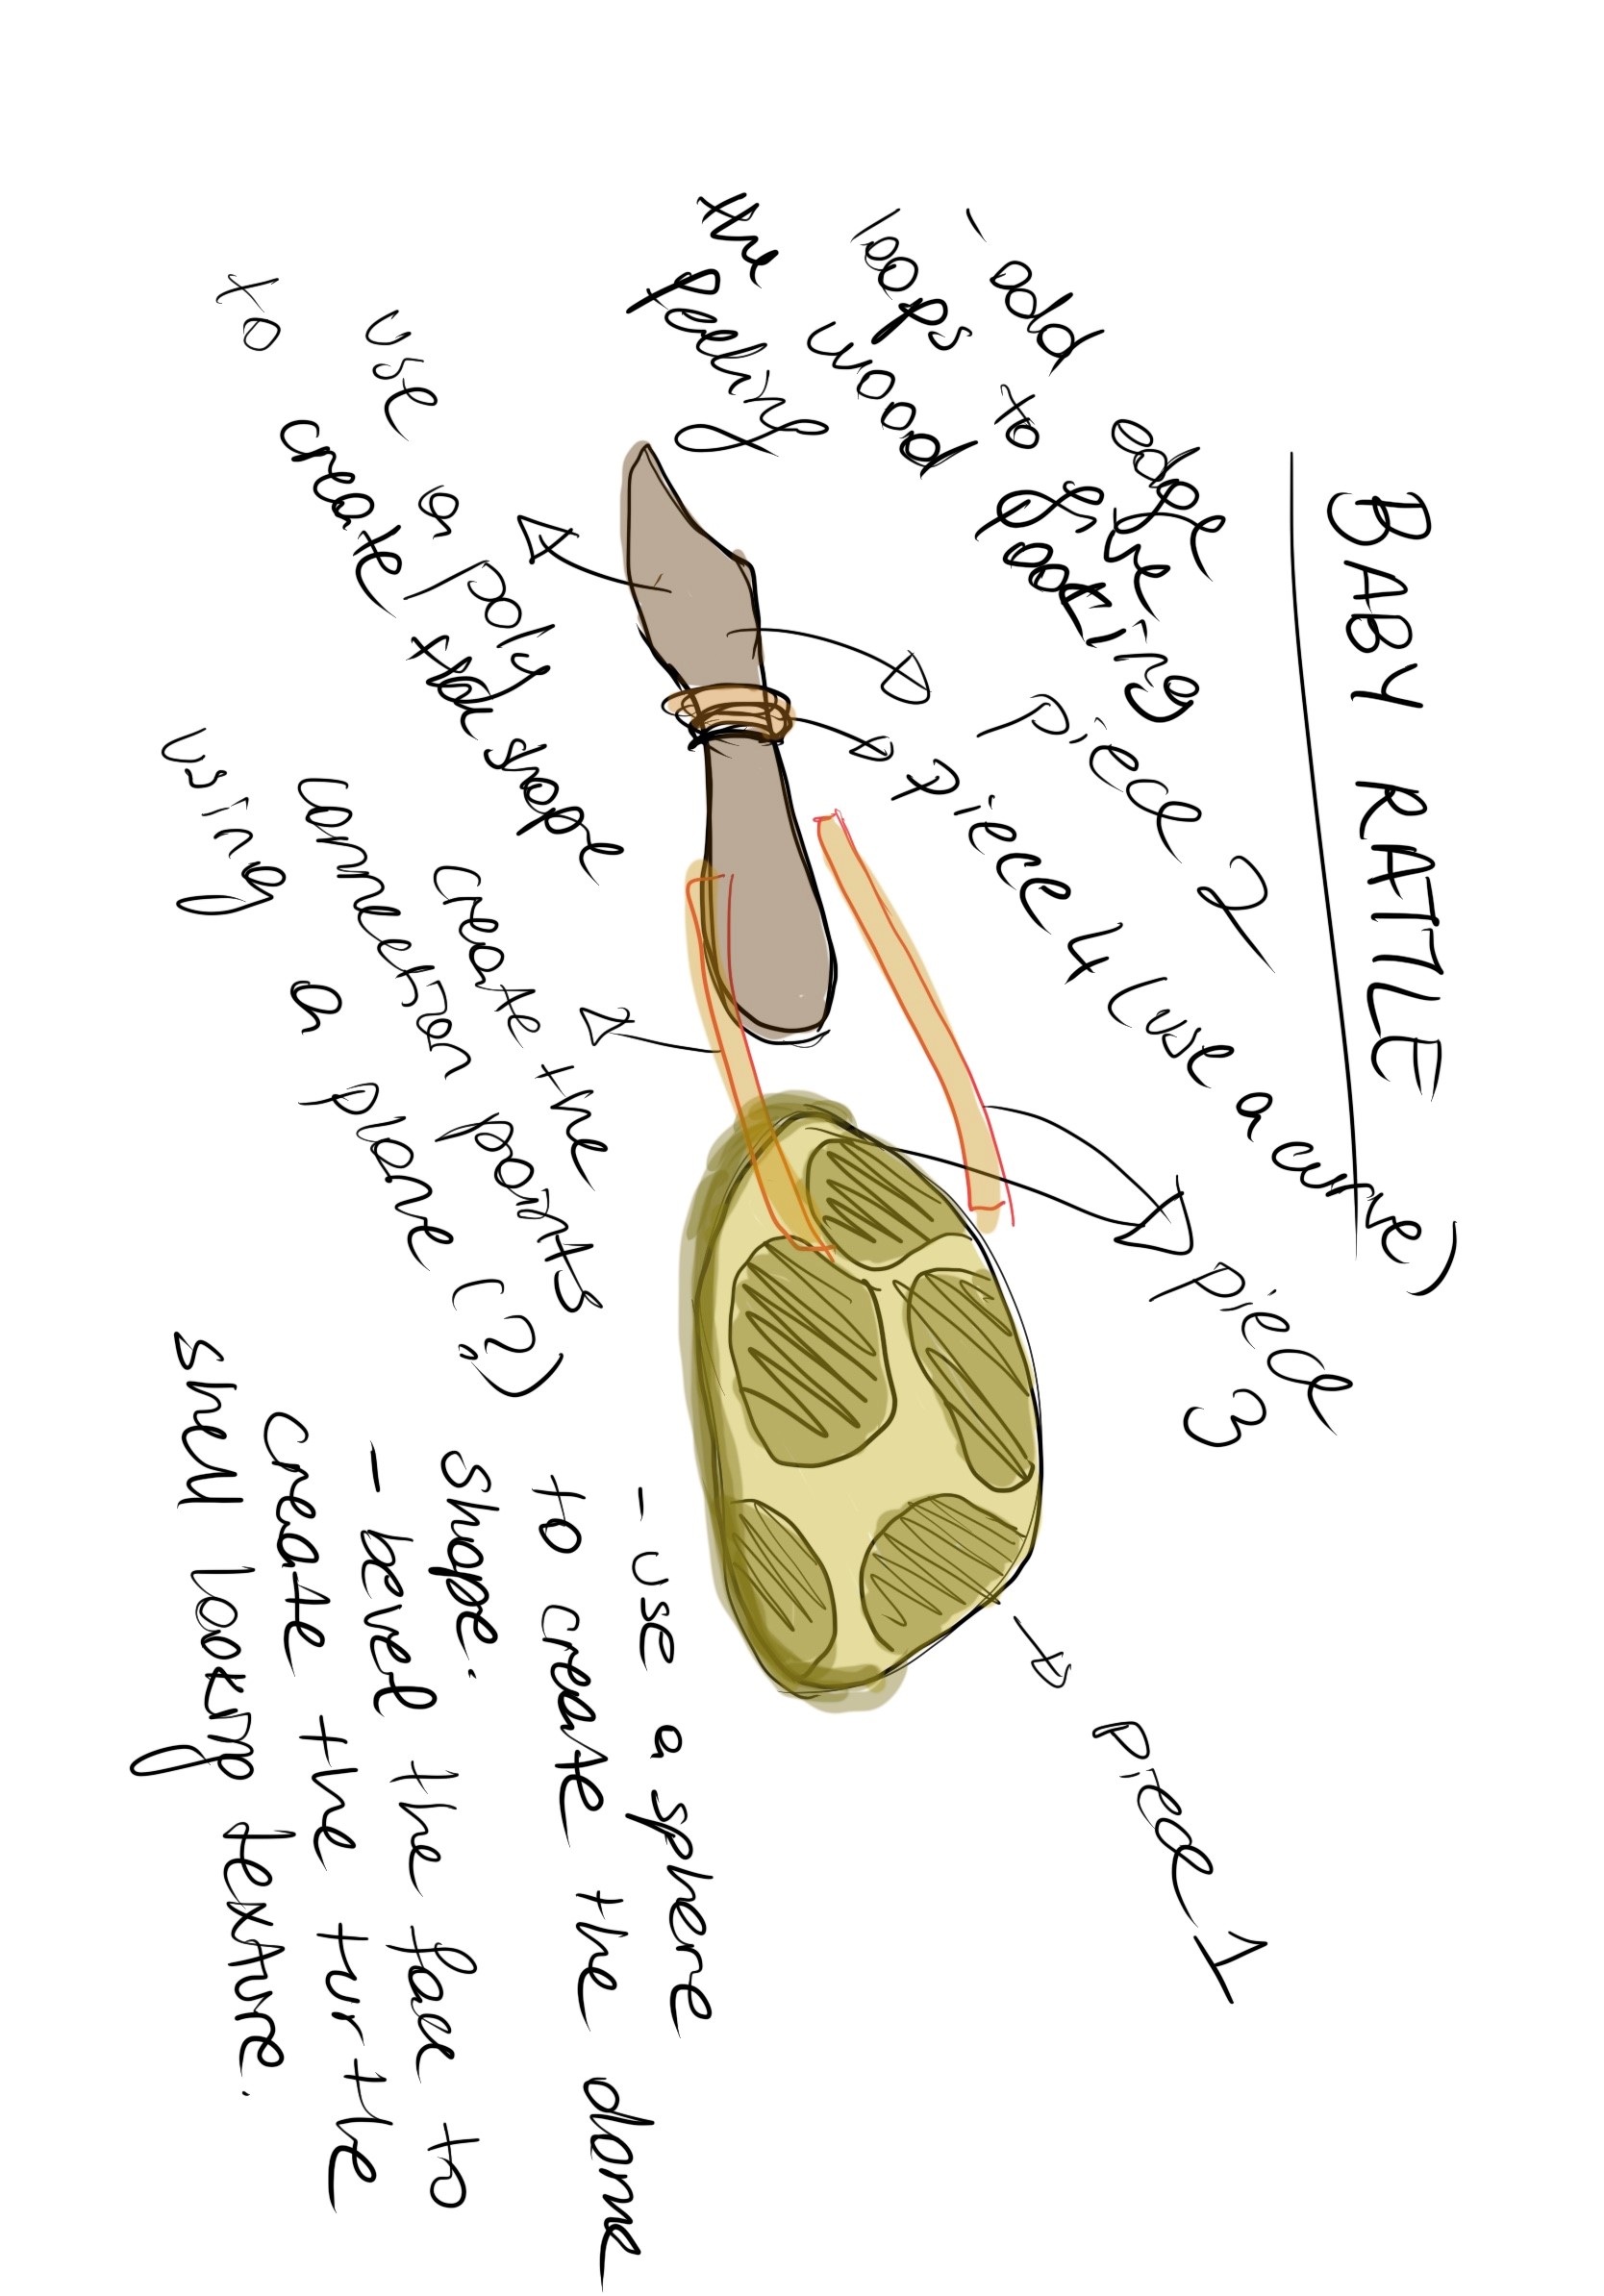 BABY RATTLE
- add edge
loops to give
wood looking
the feeling
piece 2
piece 4 (use a curve)
piece 3
piece 1
use a poly
to create the shape
create the
connection points
using a plane (?)
- use a sphere
to create the dome
shape.
- bevel the face to
create the turtle
shell looking texture.